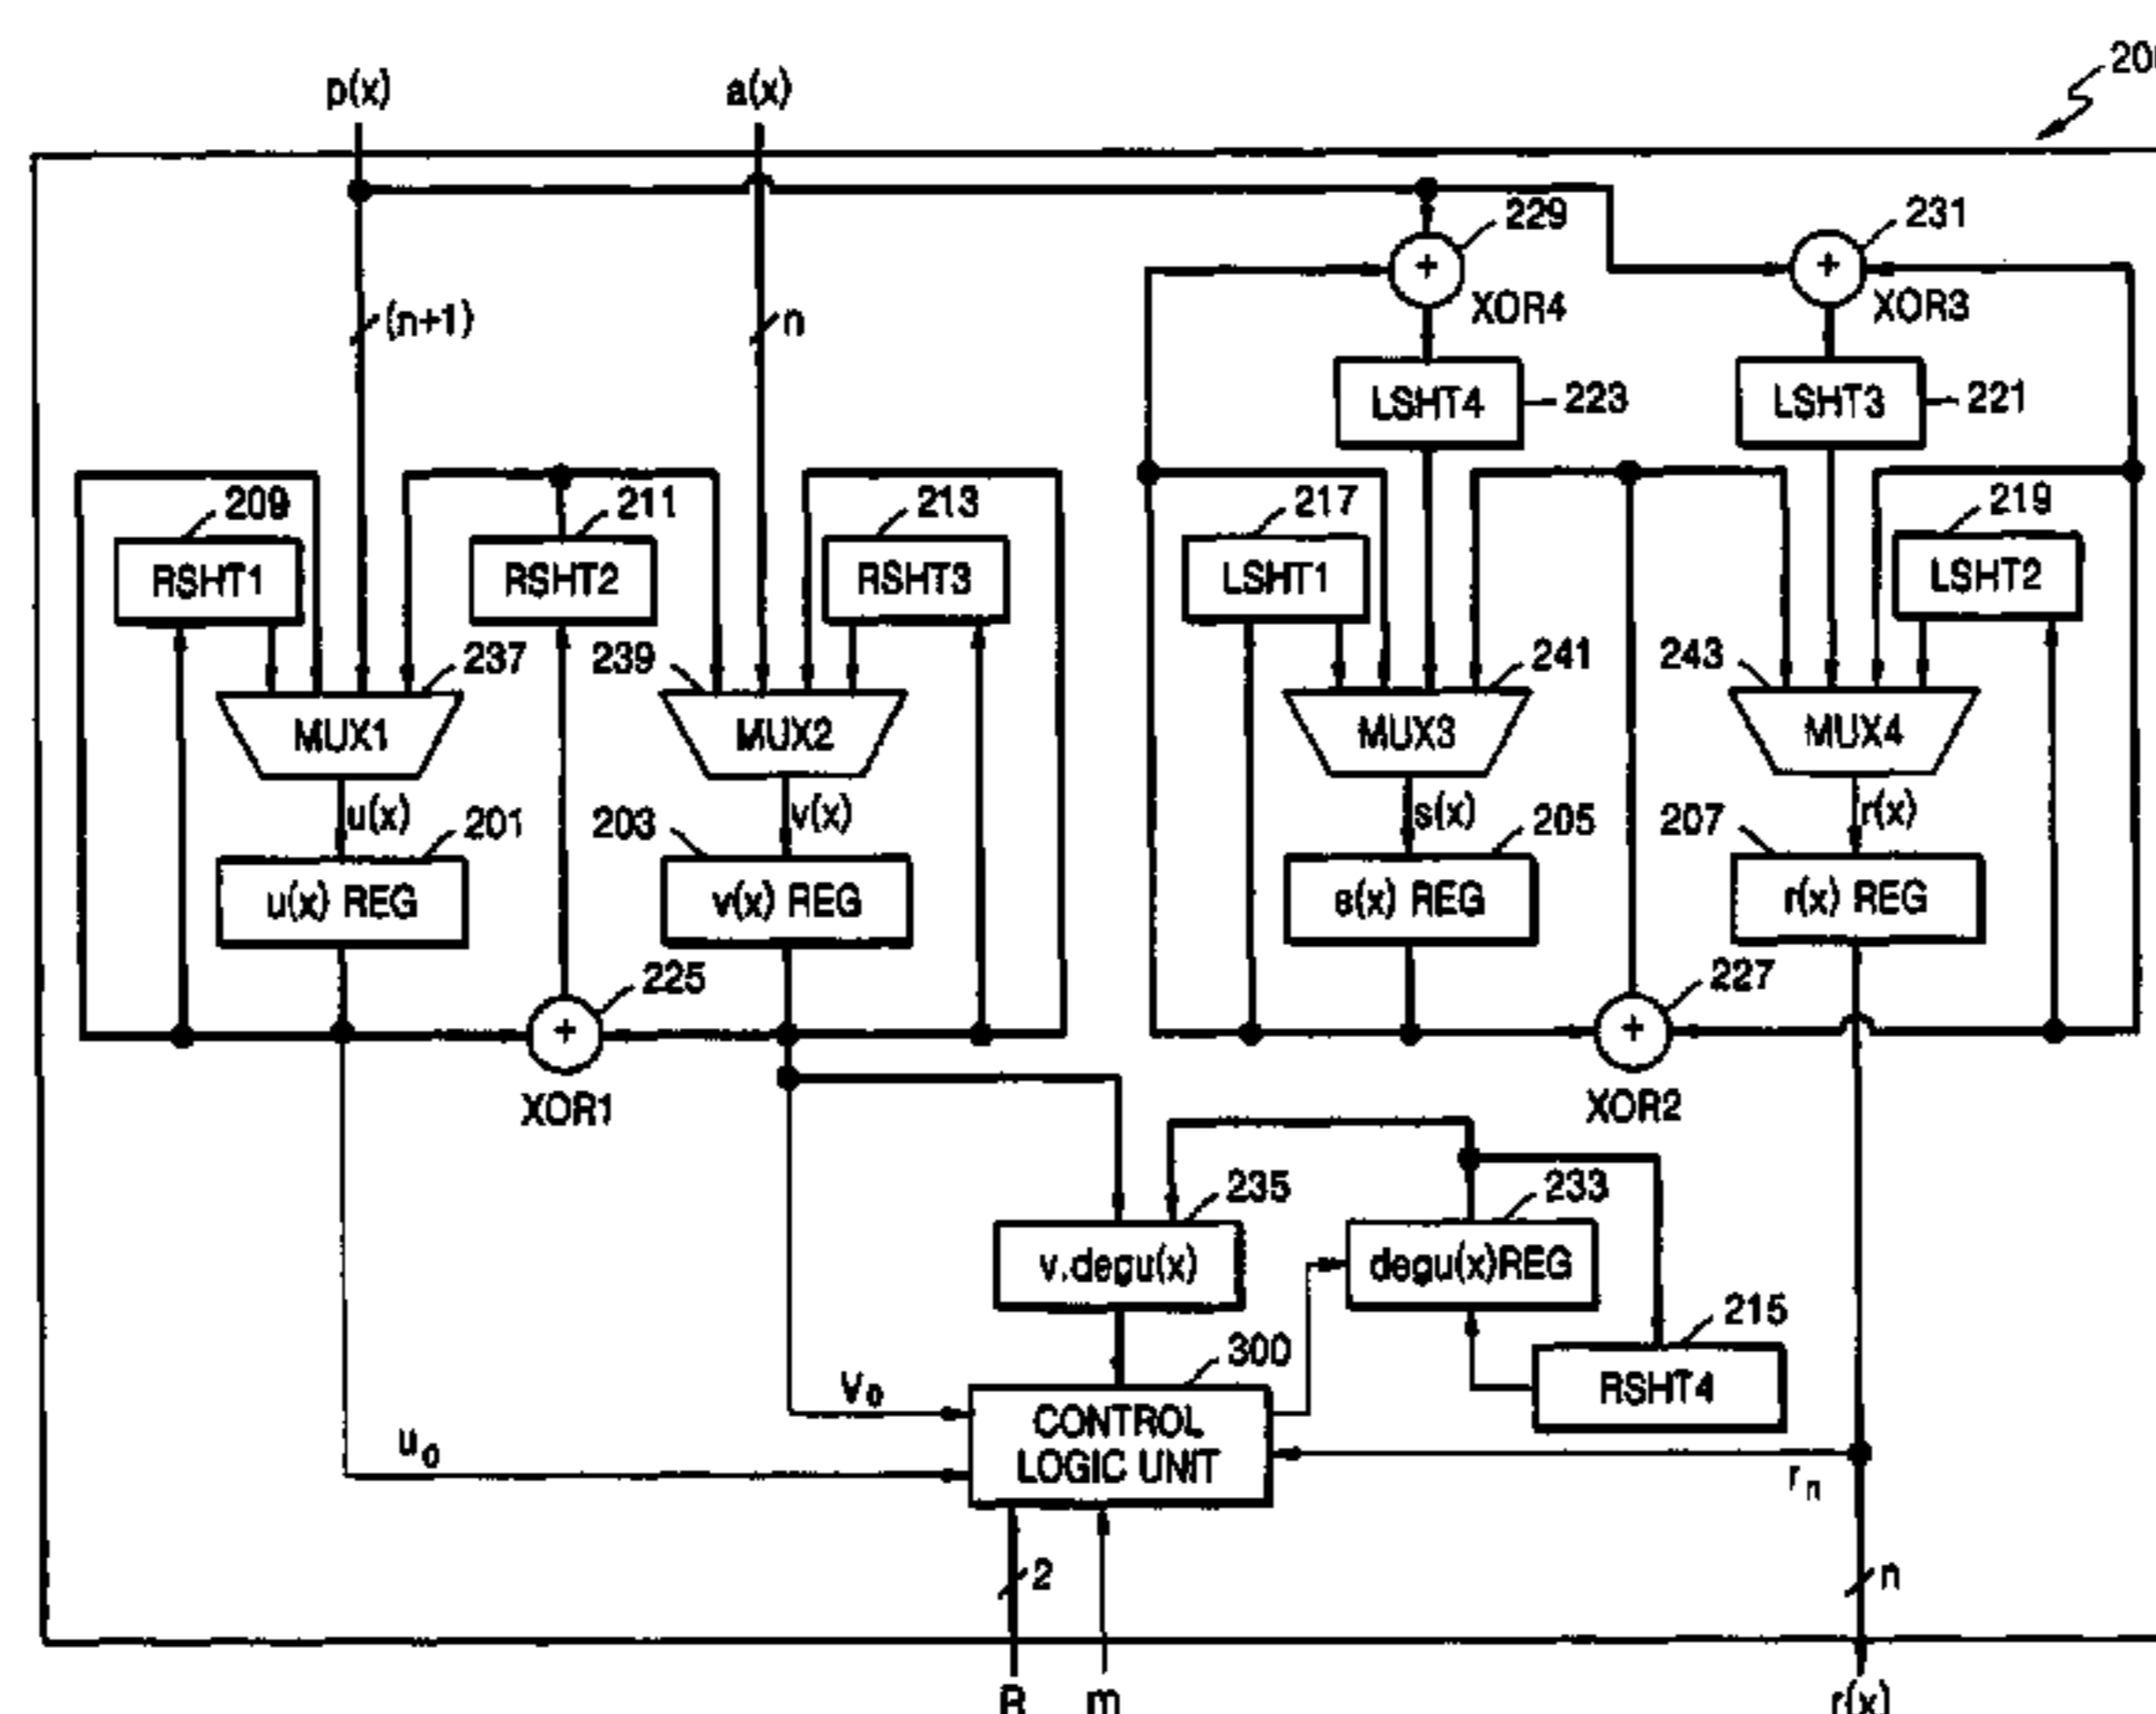 p(x)
a(x)
229
231
XOR4
XOR3
(n+1)
n
LSHT4
223
LSHT3
221
209
211
213
217
219
RSHT1
RSHT2
RSHT3
LSHT1
LSHT2
237
239
241
243
MUX1
MUX2
MUX3
MUX4
u(x)
v(x)
s(x)
r(x)
201
203
205
207
u(x) REG
v(x) REG
s(x) REG
r(x) REG
225
227
XOR1
XOR2
235
233
v.degu(x)
degu(x)REG
215
300
RSHT4
V0
CONTROL
LOGIC UNIT
u0
rn
2
n
m
r(x)